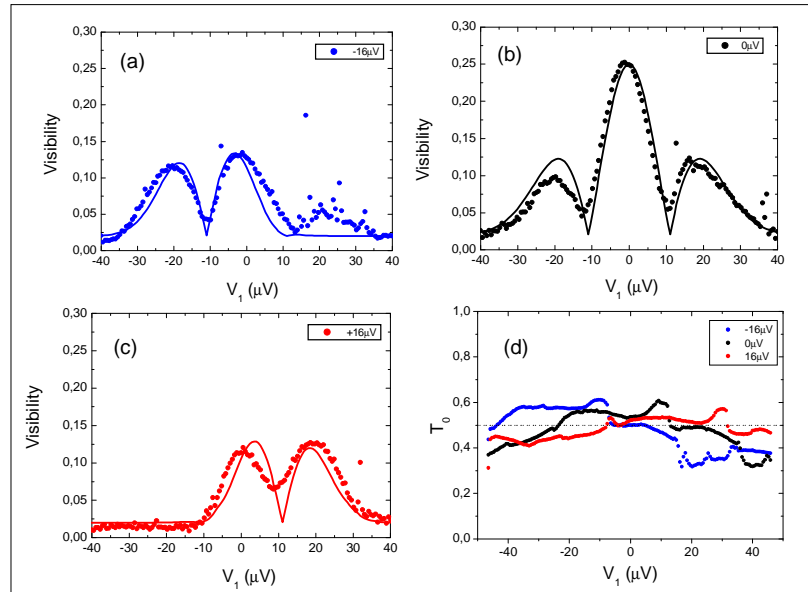 (a)
-16μV
0,30
0,25
0,20
0,15
0,10
0,05
0,00
Visibility
-40 -30 -20 -10 0 10 20 30 40
V1 (μV)
(b)
0μV
0,30
0,25
0,20
0,15
0,10
0,05
0,00
Visibility
-40 -30 -20 -10 0 10 20 30 40
V1 (μV)
(c)
+16μV
0,30
0,25
0,20
0,15
0,10
0,05
0,00
Visibility
-40 -30 -20 -10 0 10 20 30 40
V1 (μV)
(d)
-16μV
0μV
16μV
1,0
0,8
0,6
0,4
0,2
0,0
T0
-40 -20 0 20 40
V1 (μV)